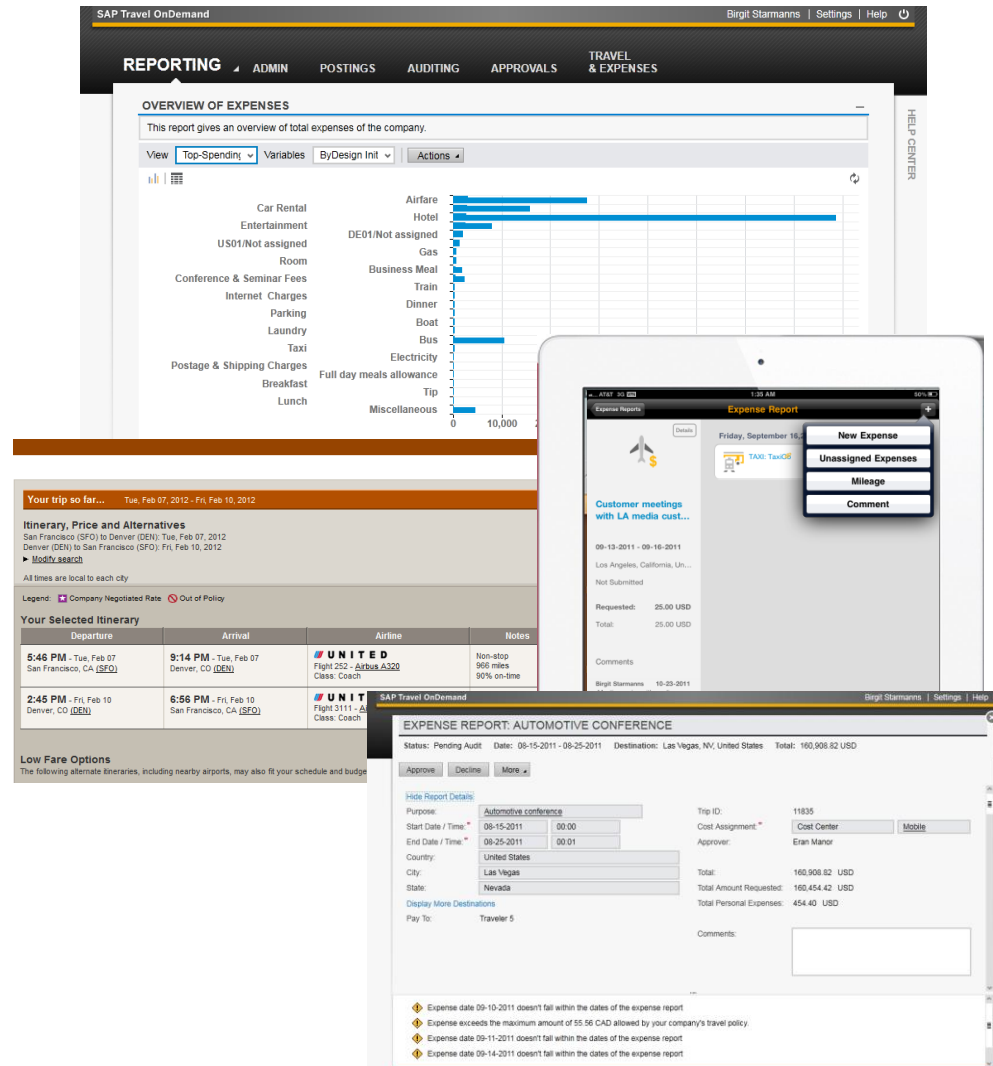 SAP Travel OnDemand
Birgit Starmanns | Settings | Help
REPORTING ADMIN POSTINGS AUDITING APPROVALS TRAVEL & EXPENSES
HELP CENTER
OVERVIEW OF EXPENSES
This report gives an overview of total expenses of the company.
View Top-Spending Variables ByDesign Init Actions
Airfare
Car Rental
Hotel
Entertainment
DE01/Not assigned
US01/Not assigned
Gas
Room
Business Meal
Conference & Seminar Fees
Train
Internet Charges
Dinner
Parking
Boat
Laundry
Bus
Taxi
Electricity
Postage & Shipping Charges
Full day meals allowance
Breakfast
Tip
Lunch
Miscellaneous
0 10,000
AT&T 3G 1:35 AM 50%
Expense Reports Expense Report +
Details
Friday, September 16,
TAXI: TaxiOB
New Expense
Unassigned Expenses
Mileage
Comment
Customer meetings
with LA media cust...
09-13-2011 - 09-16-2011
Los Angeles, California, Un...
Not Submitted
Requested: 25.00 USD
Total: 25.00 USD
Comments
Birgit Starmanns 10-23-2011
Your trip so far... Tue, Feb 07, 2012 - Fri, Feb 10, 2012
Itinerary, Price and Alternatives
San Francisco (SFO) to Denver (DEN): Tue, Feb 07, 2012
Denver (DEN) to San Francisco (SFO): Fri, Feb 10, 2012
Modify search
All times are local to each city
Legend: Company Negotiated Rate Out of Policy
Your Selected Itinerary
Departure Arrival Airline Notes
5:46 PM - Tue, Feb 07 9:14 PM - Tue, Feb 07 UNITED Non-stop
San Francisco, CA (SFO) Denver, CO (DEN) Flight 252 - Airbus A320 966 miles
Class: Coach 90% on-time
2:45 PM - Fri, Feb 10 6:56 PM - Fri, Feb 10 UNIT
Denver, CO (DEN) San Francisco, CA (SFO) Flight 3111 -
Class: Coach
Low Fare Options
The following alternate itineraries, including nearby airports, may also fit your schedule and budge
SAP Travel OnDemand
Birgit Starmanns | Settings | Help
EXPENSE REPORT: AUTOMOTIVE CONFERENCE
Status: Pending Audit Date: 08-15-2011 - 08-25-2011 Destination: Las Vegas, NV, United States Total: 160,908.82 USD
Approve Decline More
Hide Report Details
Purpose: Automotive conference Trip ID: 11835
Start Date / Time:* 08-15-2011 00:00 Cost Assignment:* Cost Center Mobile
End Date / Time:* 08-25-2011 00:01 Approver: Eran Manor
Country: United States
City: Las Vegas Total: 160,908.82 USD
State: Nevada Total Amount Requested: 160,454.42 USD
Display More Destinations Total Personal Expenses: 454.40 USD
Pay To: Traveler 5
Comments:
Expense date 09-10-2011 doesn't fall within the dates of the expense report
Expense exceeds the maximum amount of 55.56 CAD allowed by your company's travel policy.
Expense date 09-11-2011 doesn't fall within the dates of the expense report
Expense date 09-14-2011 doesn't fall within the dates of the expense report